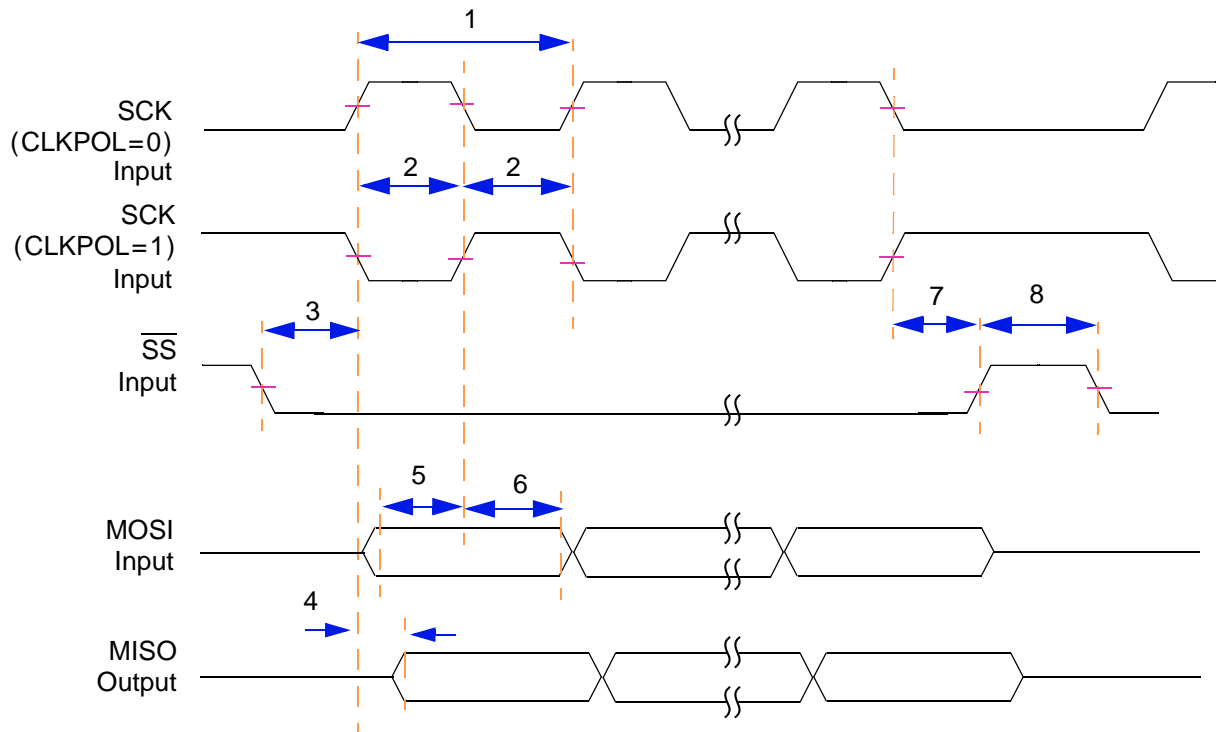 1
SCK
(CLKPOL=0)
Input
2 2
SCK
(CLKPOL=1)
Input
3 7 8
SS
Input
5 6
MOSI
Input
4
MISO
Output